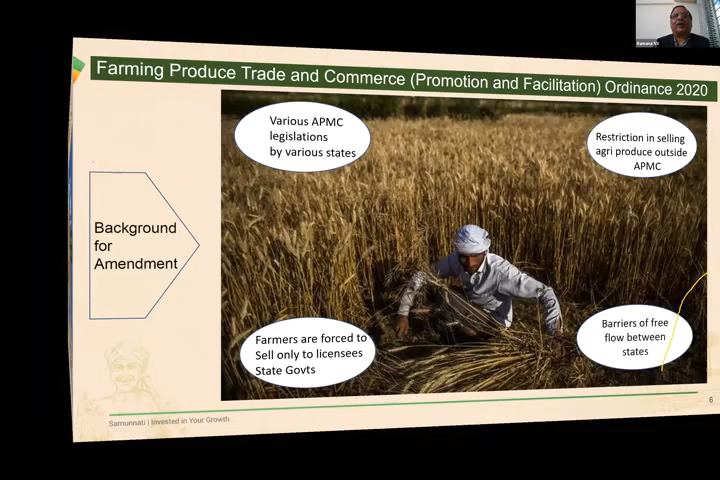 Ramana NV
Farming Produce Trade and Commerce (Promotion and Facilitation) Ordinance 2020
Various APMC
legislations
by various states
Restriction in selling
agri produce outside
APMC
Background
for
Amendment
Farmers are forced to
Sell only to licensees
State Govts
Barriers of free
flow between
states
6
Samunnati | Invested in Your Growth